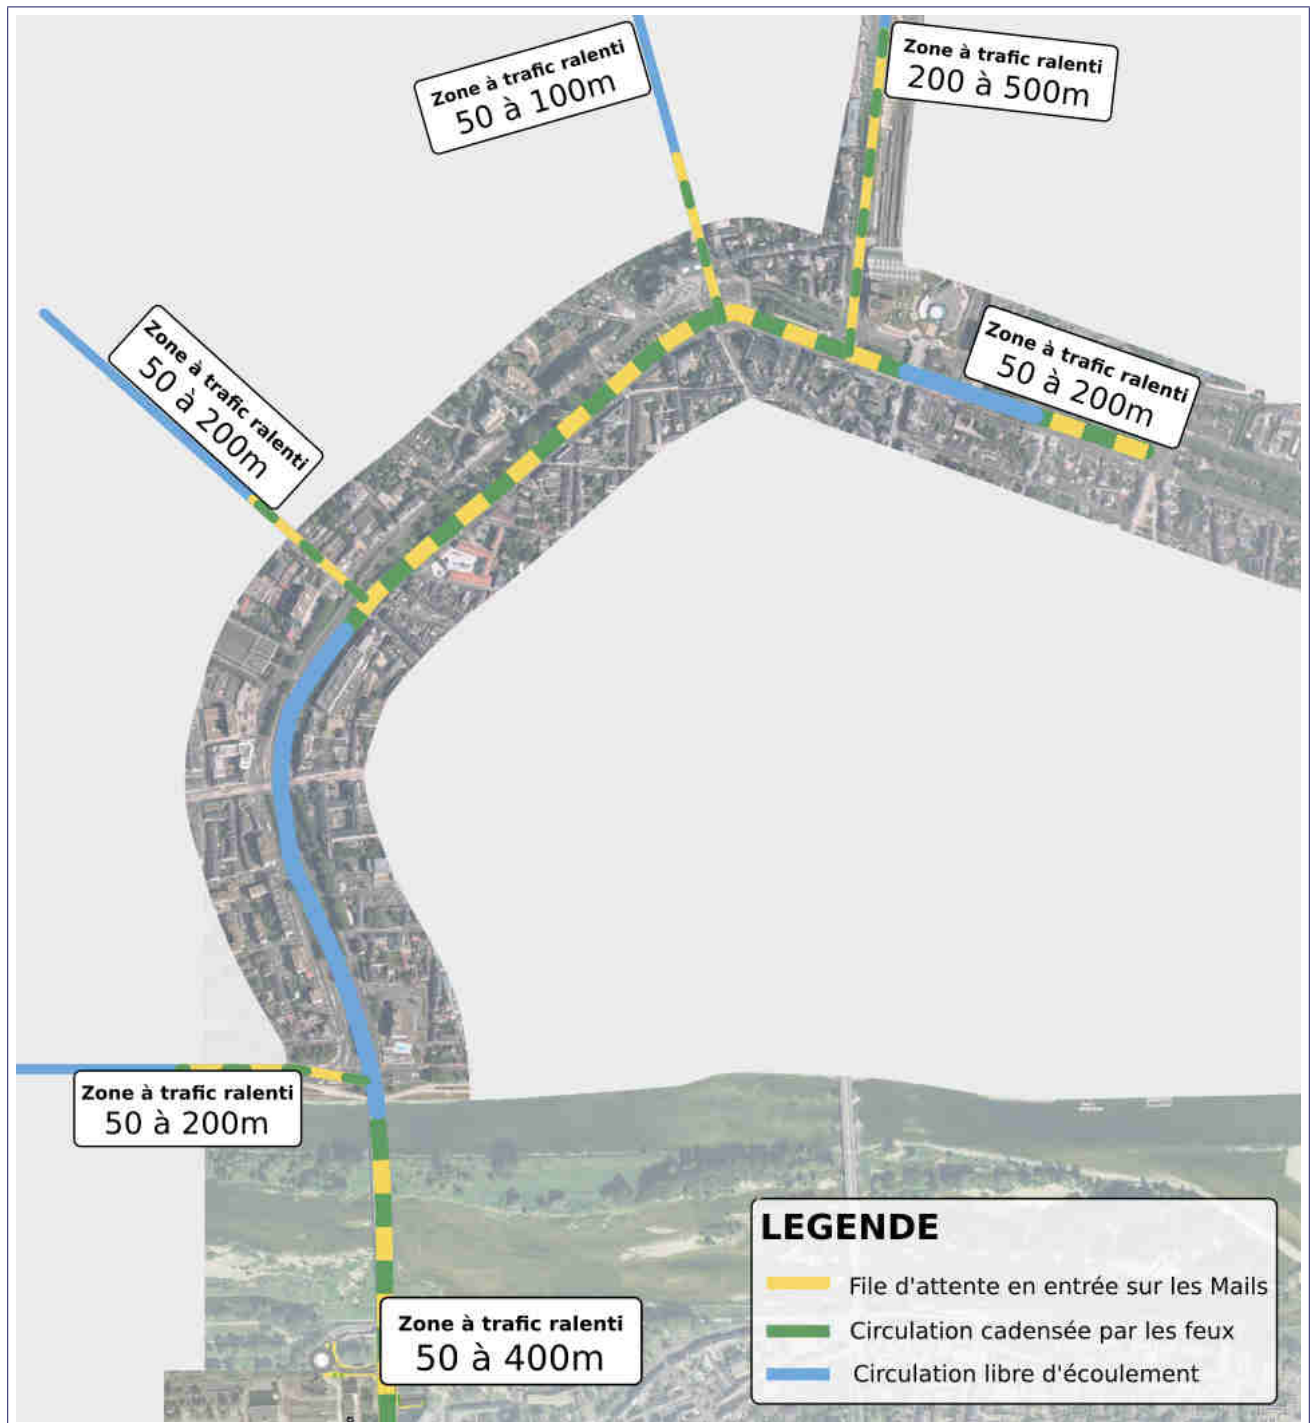 Zone à trafic ralenti
50 à 100m
Zone à trafic ralenti
200 à 500m
Zone à trafic ralenti
50 à 200m
Zone à trafic ralenti
50 à 200m
Zone à trafic ralenti
50 à 200m
Zone à trafic ralenti
50 à 400m
LEGENDE
File d'attente en entrée sur les Mails
Circulation cadensée par les feux
Circulation libre d'écoulement